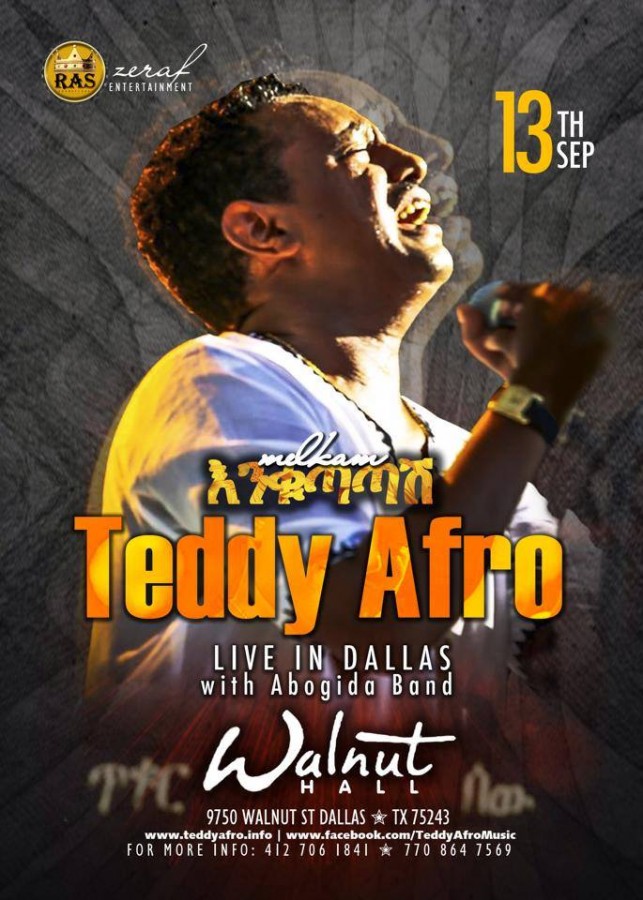 RAS
zeraf
ENTERTAINMENT
13TH
SEP
melkam
እንቁጣጣሽ
Teddy Afro
LIVE IN DALLAS
with Abogida Band
Walnut
HALL
ጥቁር ሰው
9750 WALNUT ST DALLAS ★ TX 75243
www.teddyafro.info | www.facebook.com/TeddyAfroMusic
FOR MORE INFO: 412 706 1841 ★ 770 864 7569